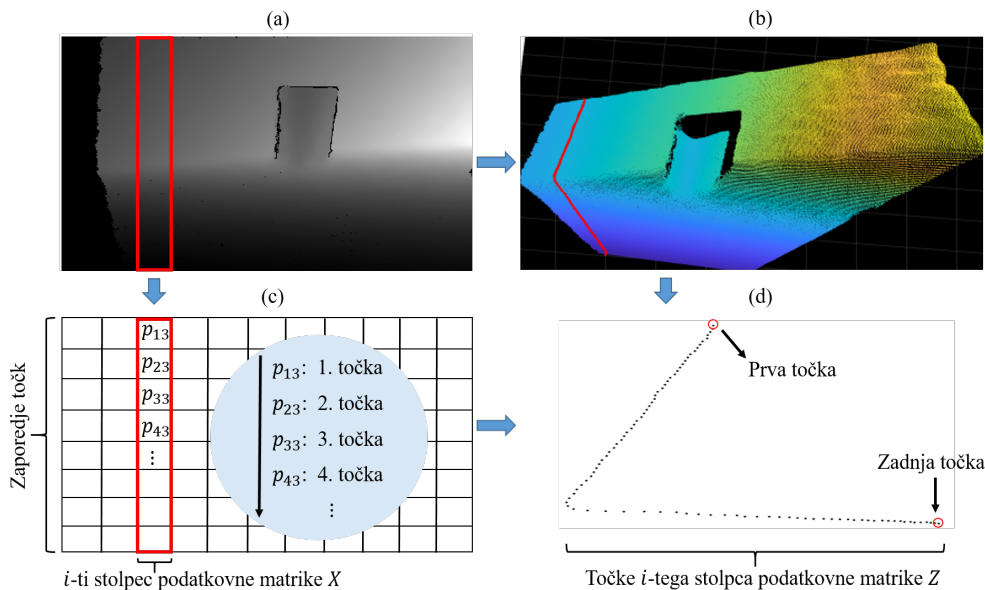 (a)
(b)
(c)
(d)
Zaporedje točk
p13
p23
p33
p43
⋮
p13: 1. točka
p23: 2. točka
p33: 3. točka
p43: 4. točka
⋮
i-ti stolpec podatkovne matrike X
Prva točka
Zadnja točka
Točke i-tega stolpca podatkovne matrike Z